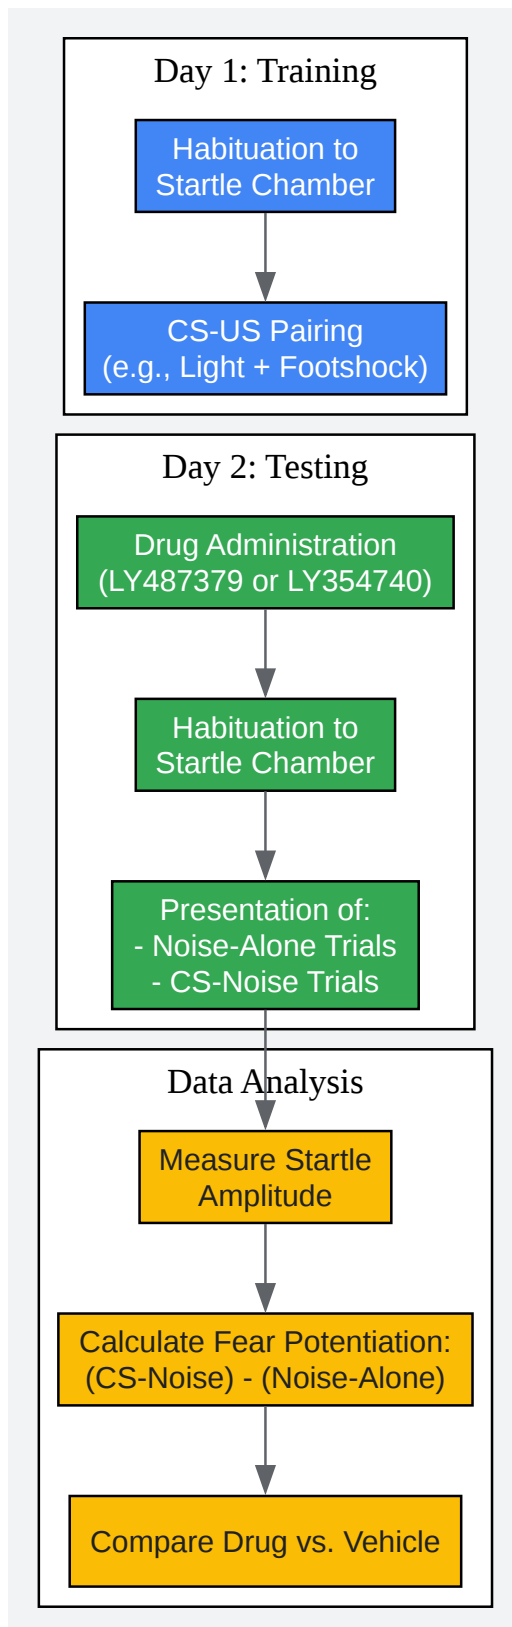 Day 1: Training
Habituation to
Startle Chamber
CS-US Pairing
(e.g., Light + Footshock)
Day 2: Testing
Drug Administration
(LY487379 or LY354740)
Habituation to
Startle Chamber
Presentation of:
- Noise-Alone Trials
- CS-Noise Trials
Data Analysis
Measure Startle
Amplitude
Calculate Fear Potentiation:
(CS-Noise) - (Noise-Alone)
Compare Drug vs. Vehicle